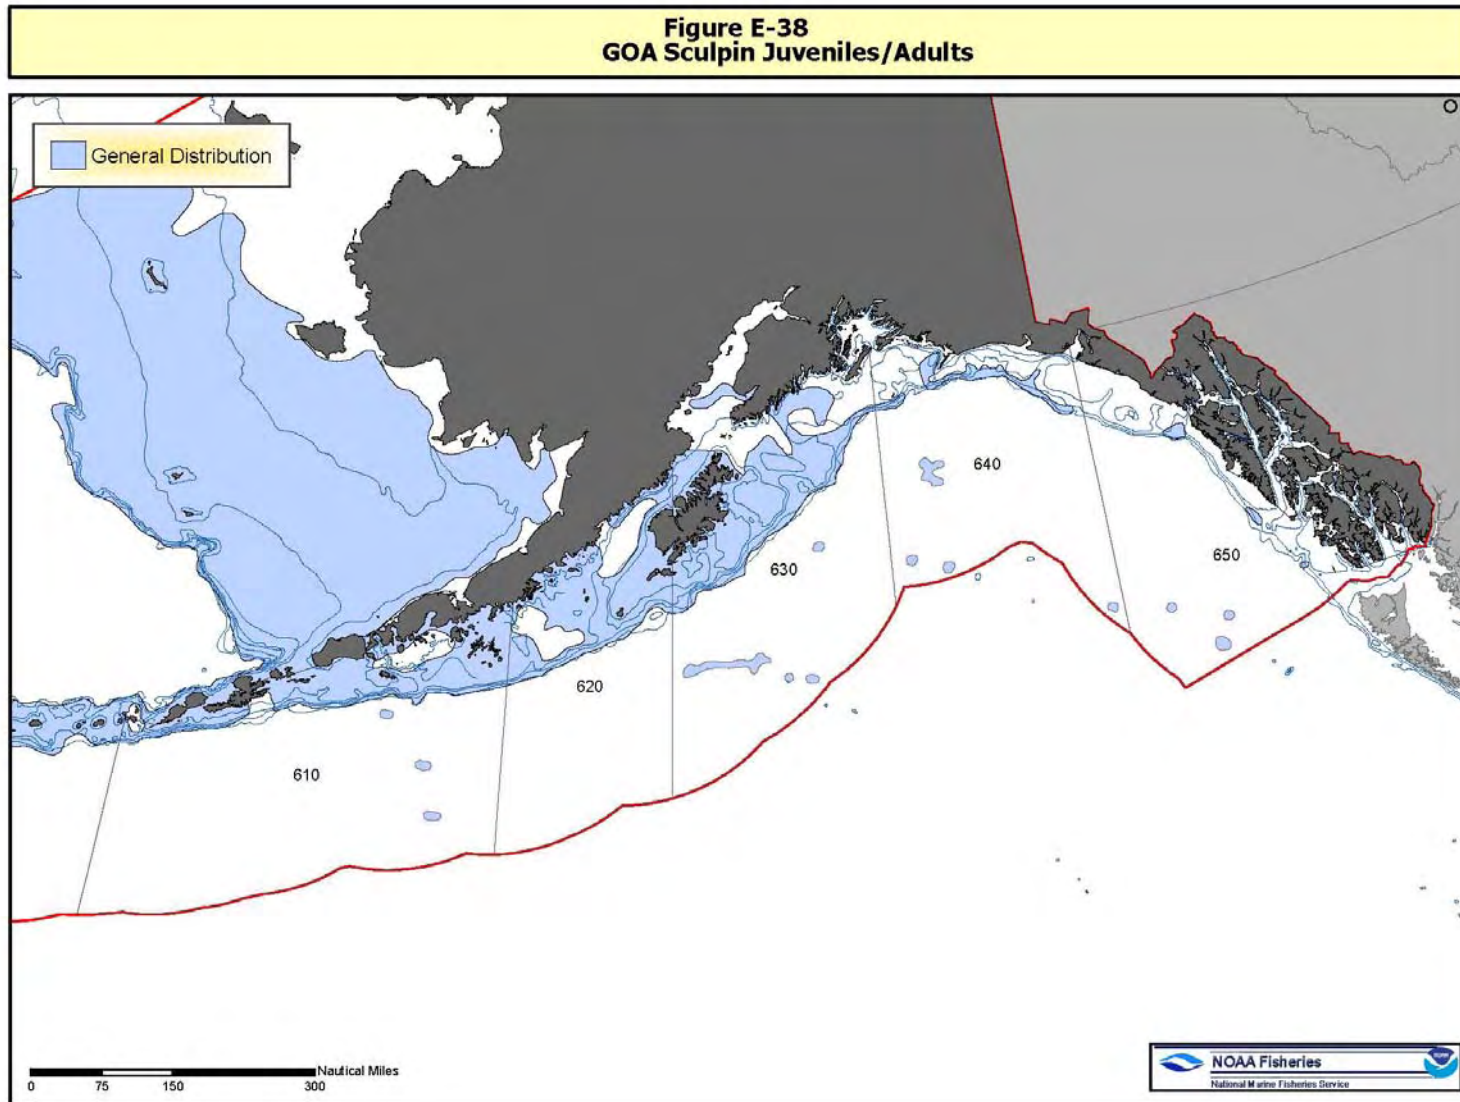 Figure E-38
GOA Sculpin Juveniles/Adults
General Distribution
640
650
630
620
610
Nautical Miles
0 75 150 300
NOAA Fisheries
National Marine Fisheries Service